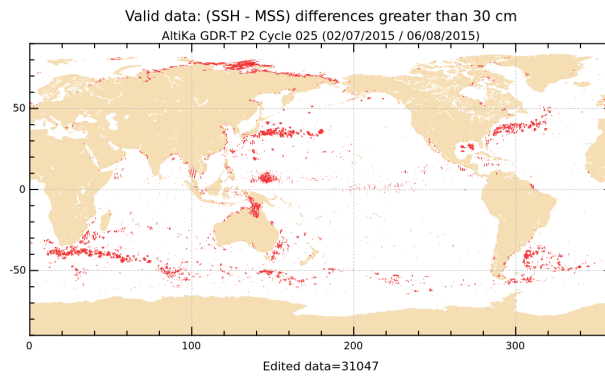 Valid data: (SSH - MSS) differences greater than 30 cm
AltiKa GDR-T P2 Cycle 025 (02/07/2015 / 06/08/2015)
50
0
-50
0 100 200 300
Edited data=31047